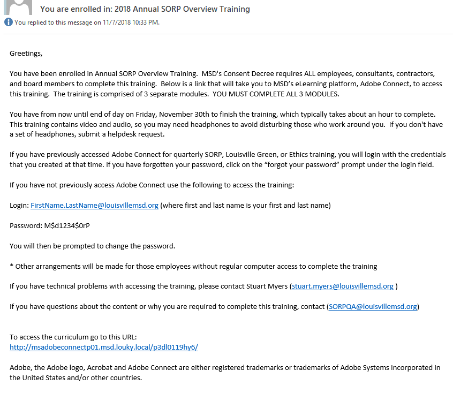 You are enrolled in: 2018 Annual SORP Overview Training
You replied to this message on 11/7/2018 10:33 PM.
Greetings,
You have been enrolled in Annual SORP Overview Training. MSD's Consent Decree requires ALL employees, consultants, contractors,
and board members to complete this training. Below is a link that will take you to MSD's eLearning platform, Adobe Connect, to access
this training. The training is comprised of 3 separate modules. YOU MUST COMPLETE ALL 3 MODULES.
You have from now until end of day on Friday, November 30th to finish the training, which typically takes about an hour to complete.
This training contains video and audio, so you may need headphones to avoid disturbing those who work around you. If you don't have
a set of headphones, submit a helpdesk request.
If you have previously accessed Adobe Connect for quarterly SORP, Louisville Green, or Ethics training, you will login with the credentials
that you created at that time. If you have forgotten your password, click on the "forgot your password" prompt under the login field.
If you have not previously access Adobe Connect use the following to access the training:
Login: FirstName.LastName@louisvillemsd.org (where first and last name is your first and last name)
Password: M$d1234$0rP
You will then be prompted to change the password.
* Other arrangements will be made for those employees without regular computer access to complete the training
If you have technical problems with accessing the training, please contact Stuart Myers (stuart.myers@louisvillemsd.org )
If you have questions about the content or why you are required to complete this training, contact (SORPQA@louisvillemsd.org)
To access the curriculum go to this URL:
http://msdadobeconnectp01.msd.louky.local/p3dl0119hy6/
Adobe, the Adobe logo, Acrobat and Adobe Connect are either registered trademarks or trademarks of Adobe Systems Incorporated in
the United States and/or other countries.